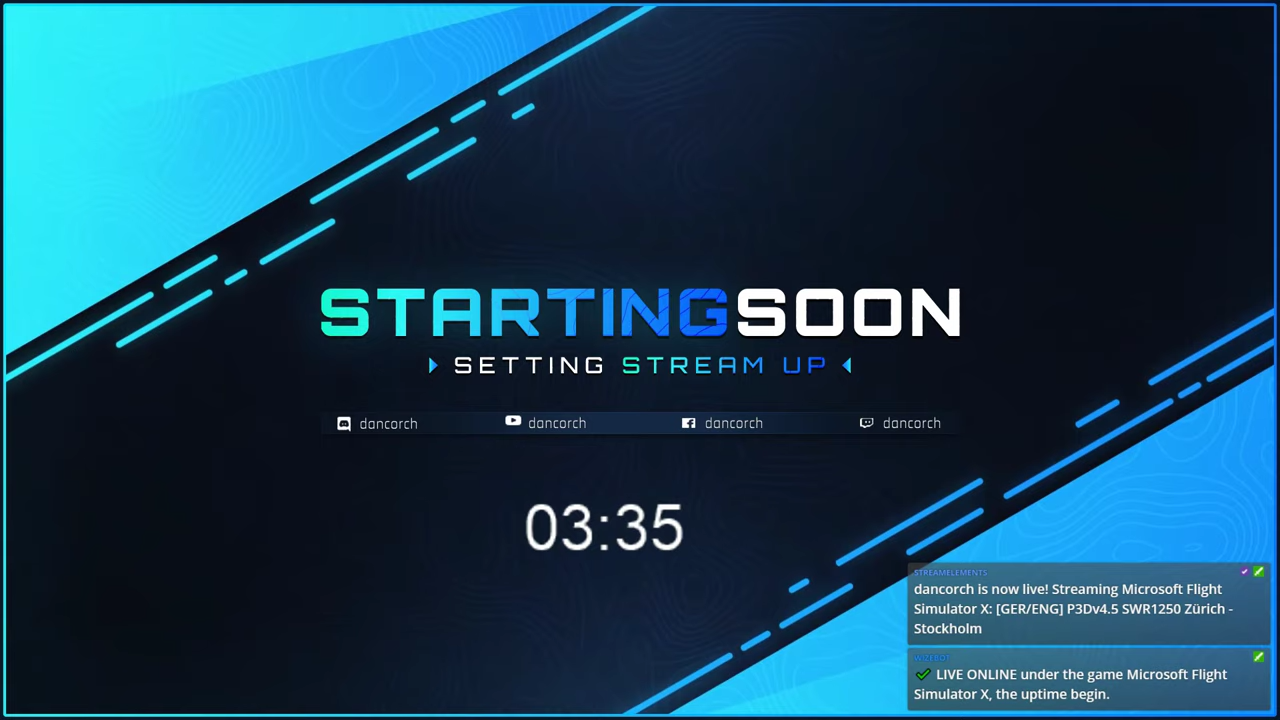 STARTINGSOON
SETTING STREAM UP
dancorch dancorch dancorch dancorch
03:35
STREAMELEMENTS
dancorch is now live! Streaming Microsoft Flight
Simulator X: [GER/ENG] P3Dv4.5 SWR1250 Zürich -
Stockholm
WIZEBOT
LIVE ONLINE under the game Microsoft Flight
Simulator X, the uptime begin.